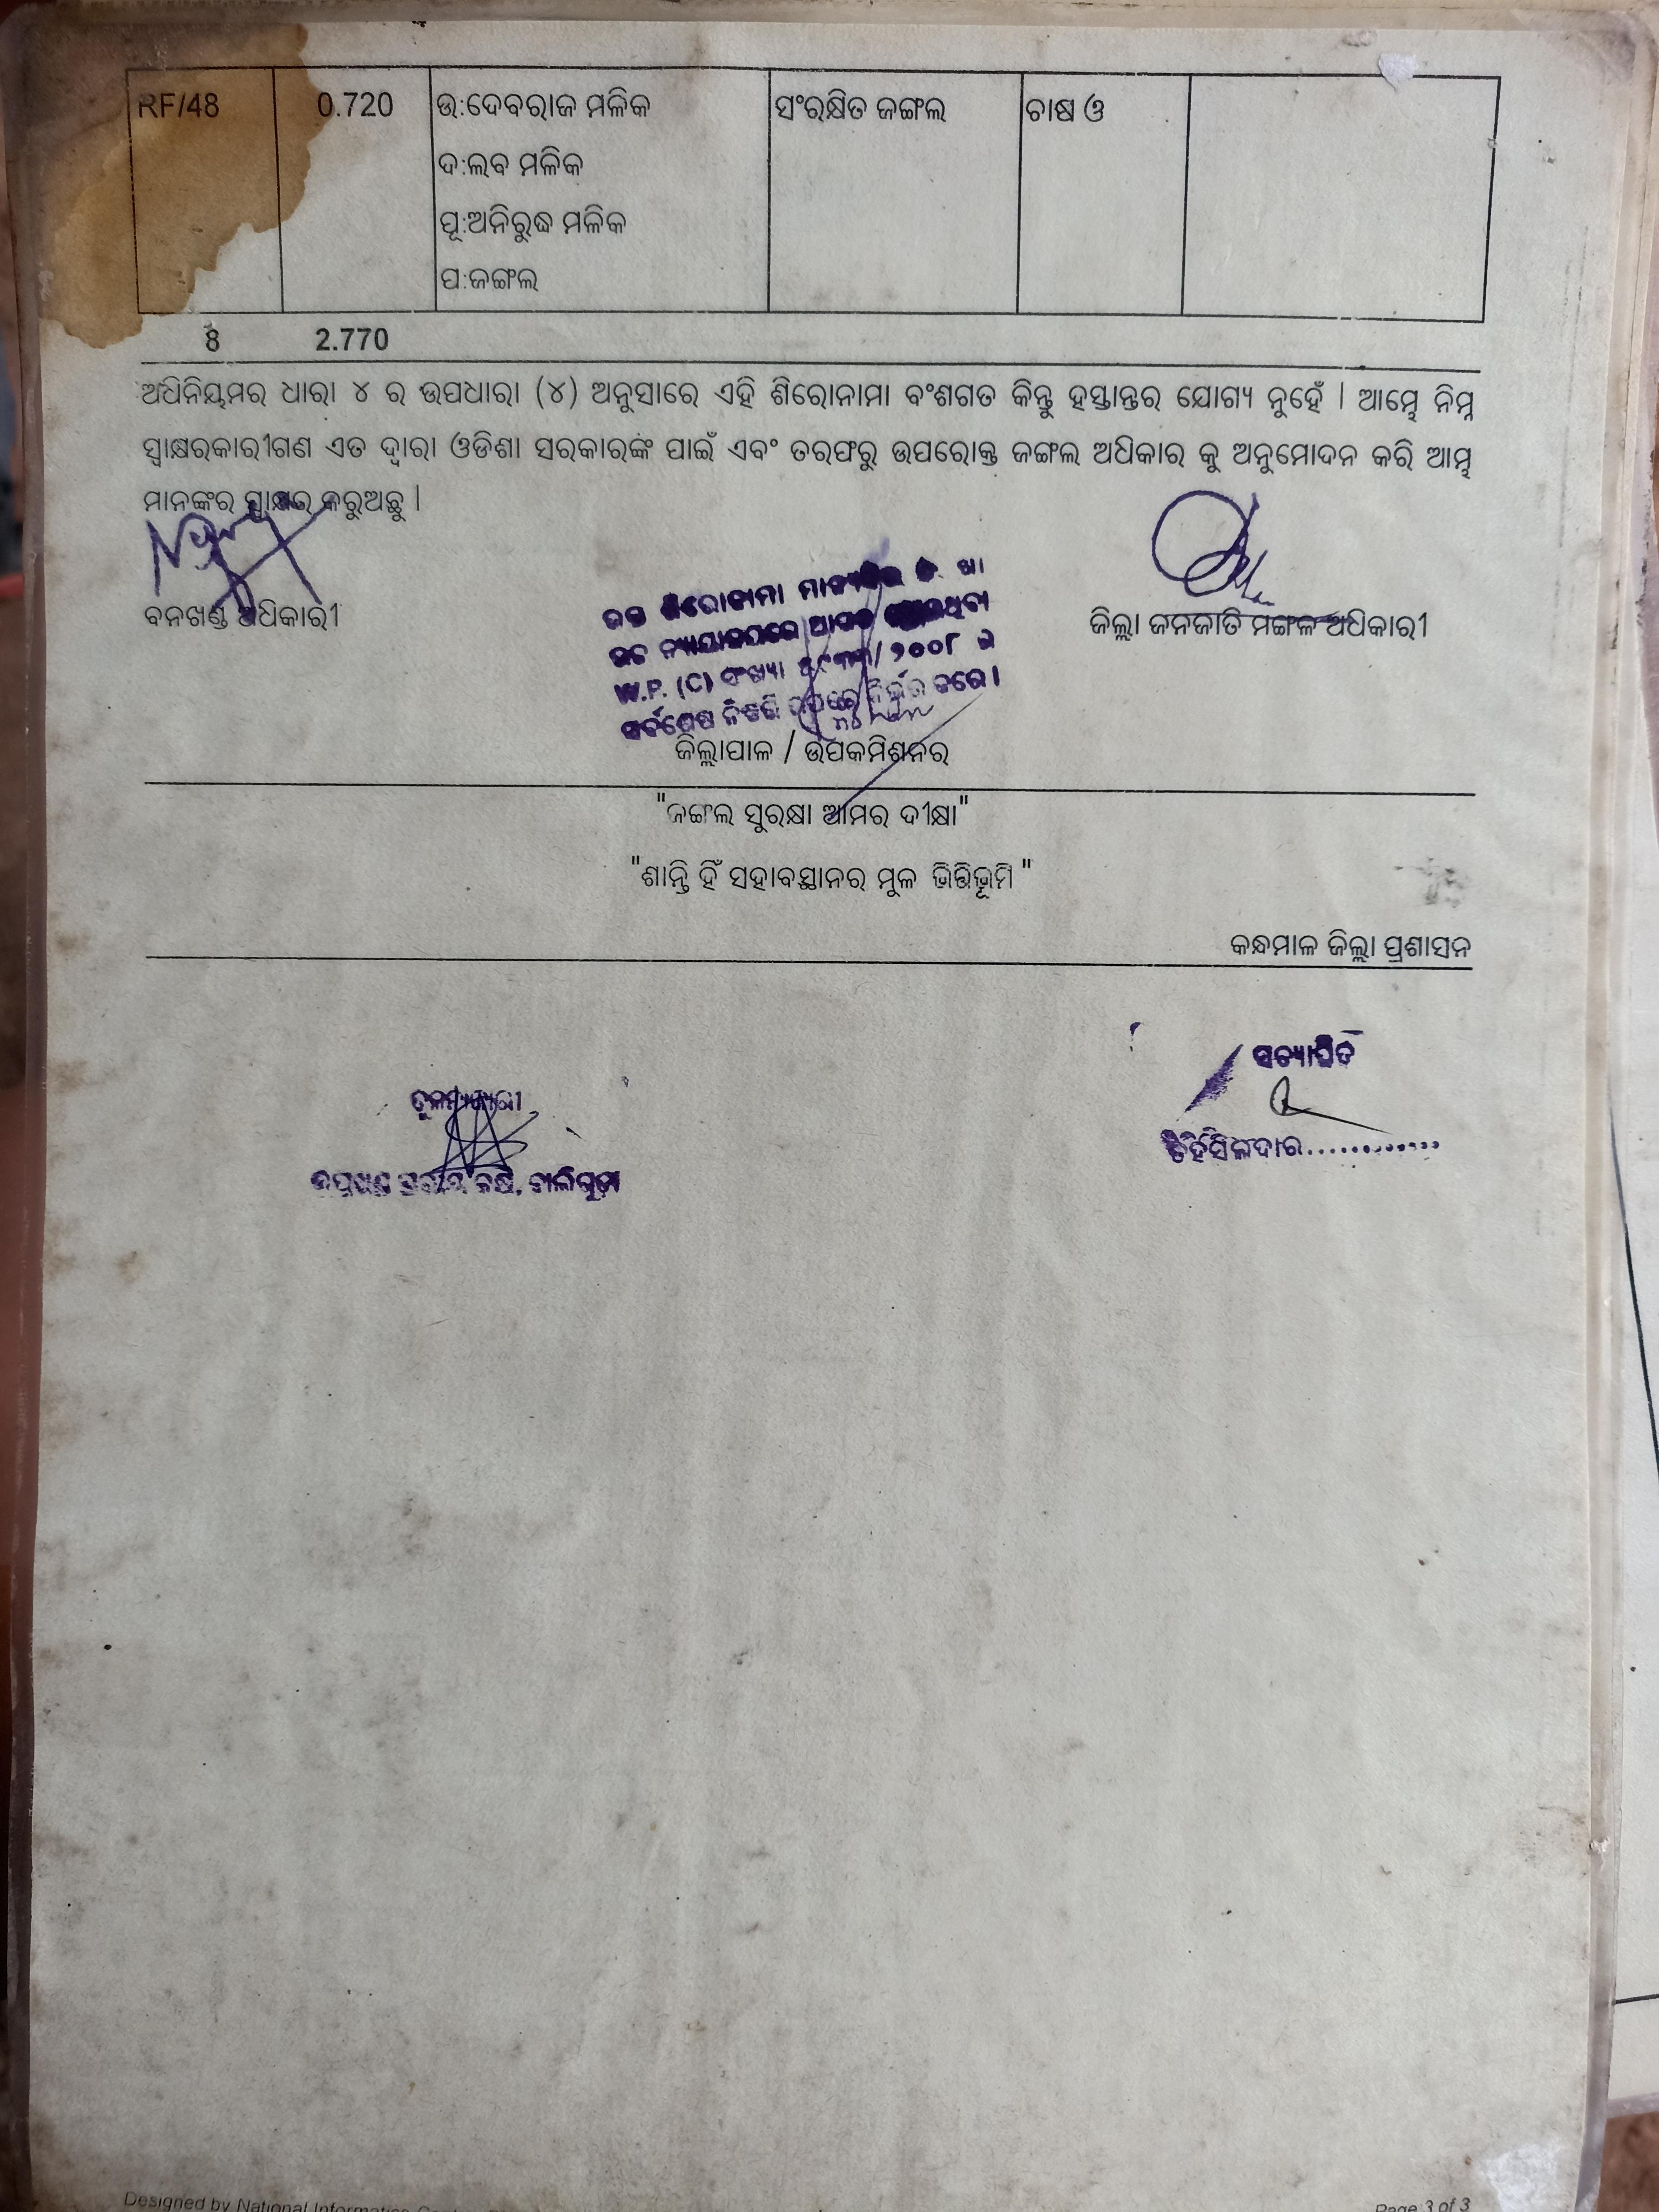 RF/48 0.720 ଉ:ଦେବରାଜ ମଳିକ ସଂରକ୍ଷିତ ଜଙ୍ଗଲ ଚାଷ ଓ
ଦ:ଲବ ମଳିକ
ପୂ:ଅନିରୁଦ୍ଧ ମଳିକ
ପ:ଜଙ୍ଗଲ
8 2.770
ଅଧିନିୟମର ଧାରା ୪ ର ଉପଧାରା (୪) ଅନୁସାରେ ଏହି ଶିରୋନାମା ବଂଶଗତ କିନ୍ତୁ ହସ୍ତାନ୍ତର ଯୋଗ୍ୟ ନୁହେଁ । ଆମ୍ଭେ ନିମ୍ନ
ସ୍ୱାକ୍ଷରକାରୀଗଣ ଏତ ଦ୍ୱାରା ଓଡିଶା ସରକାରଙ୍କ ପାଇଁ ଏବଂ ତରଫରୁ ଉପରୋକ୍ତ ଜଙ୍ଗଲ ଅଧିକାର କୁ ଅନୁମୋଦନ କରି ଆମ୍ଭ
ମାନଙ୍କର ସ୍ୱାକ୍ଷର କରୁଅଛୁ ।
ବନଖଣ୍ଡ ଅଧିକାରୀ
ଜିଲ୍ଲା ଜନଜାତି ମଙ୍ଗଳ ଅଧିକାରୀ
ଶିରୋନାମା
W.P. (C) ସଂଖ୍ୟା / ୨୦୦୮ ର
ନିର୍ଭର କରେ।
ଜିଲ୍ଲାପାଳ / ଉପକମିଶନର
"ଜଙ୍ଗଲ ସୁରକ୍ଷା ଆମର ଦୀକ୍ଷା"
"ଶାନ୍ତି ହିଁ ସହାବସ୍ଥାନର ମୁଳ ଭିତ୍ତିଭୂମି "
କନ୍ଧମାଳ ଜିଲ୍ଲା ପ୍ରଶାସନ
ସତ୍ୟାପିତ
ତହସିଲଦାର.............
Designed by National Informatics
Page 3 of 3